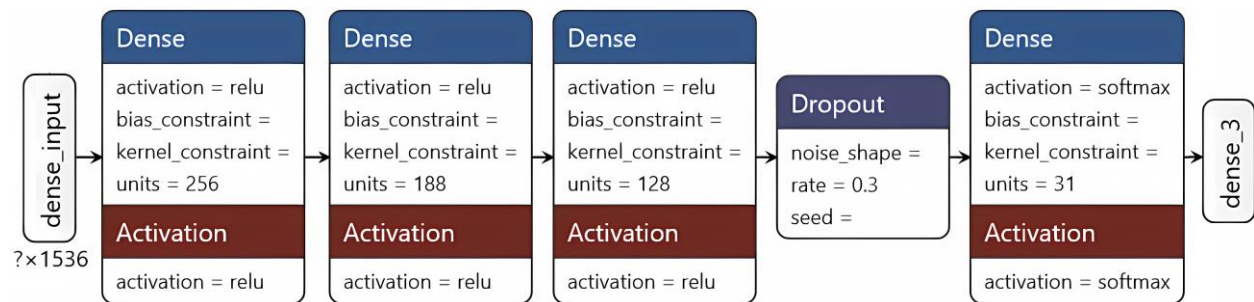 dense_input
?×1536
Dense
activation = relu
bias_constraint =
kernel_constraint =
units = 256
Activation
activation = relu
Dense
activation = relu
bias_constraint =
kernel_constraint =
units = 188
Activation
activation = relu
Dense
activation = relu
bias_constraint =
kernel_constraint =
units = 128
Activation
activation = relu
Dropout
noise_shape =
rate = 0.3
seed =
Dense
activation = softmax
bias_constraint =
kernel_constraint =
units = 31
Activation
activation = softmax
dense_3